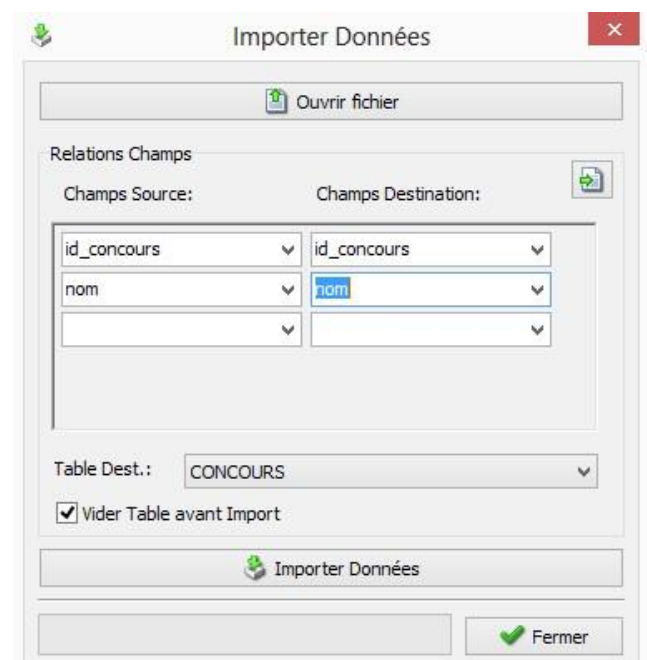 Importer Données
Ouvrir fichier
Relations Champs
Champs Source: Champs Destination:
id_concours id_concours
nom nom
Table Dest.: CONCOURS
Vider Table avant Import
Importer Données
Fermer